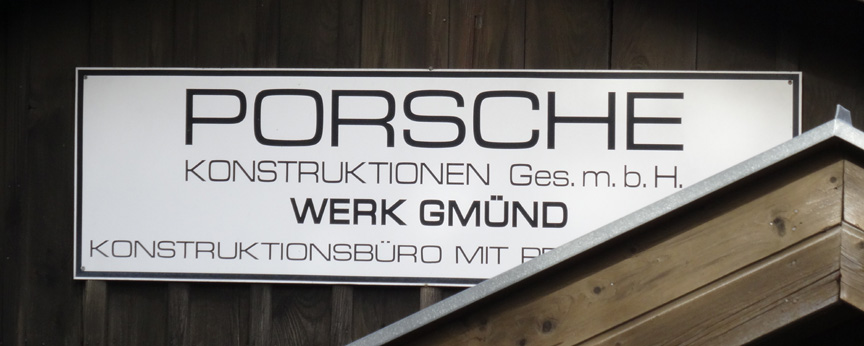 PORSCHE
KONSTRUKTIONEN Ges. m. b. H.
WERK GMÜND
KONSTRUKTIONSBÜRO MIT